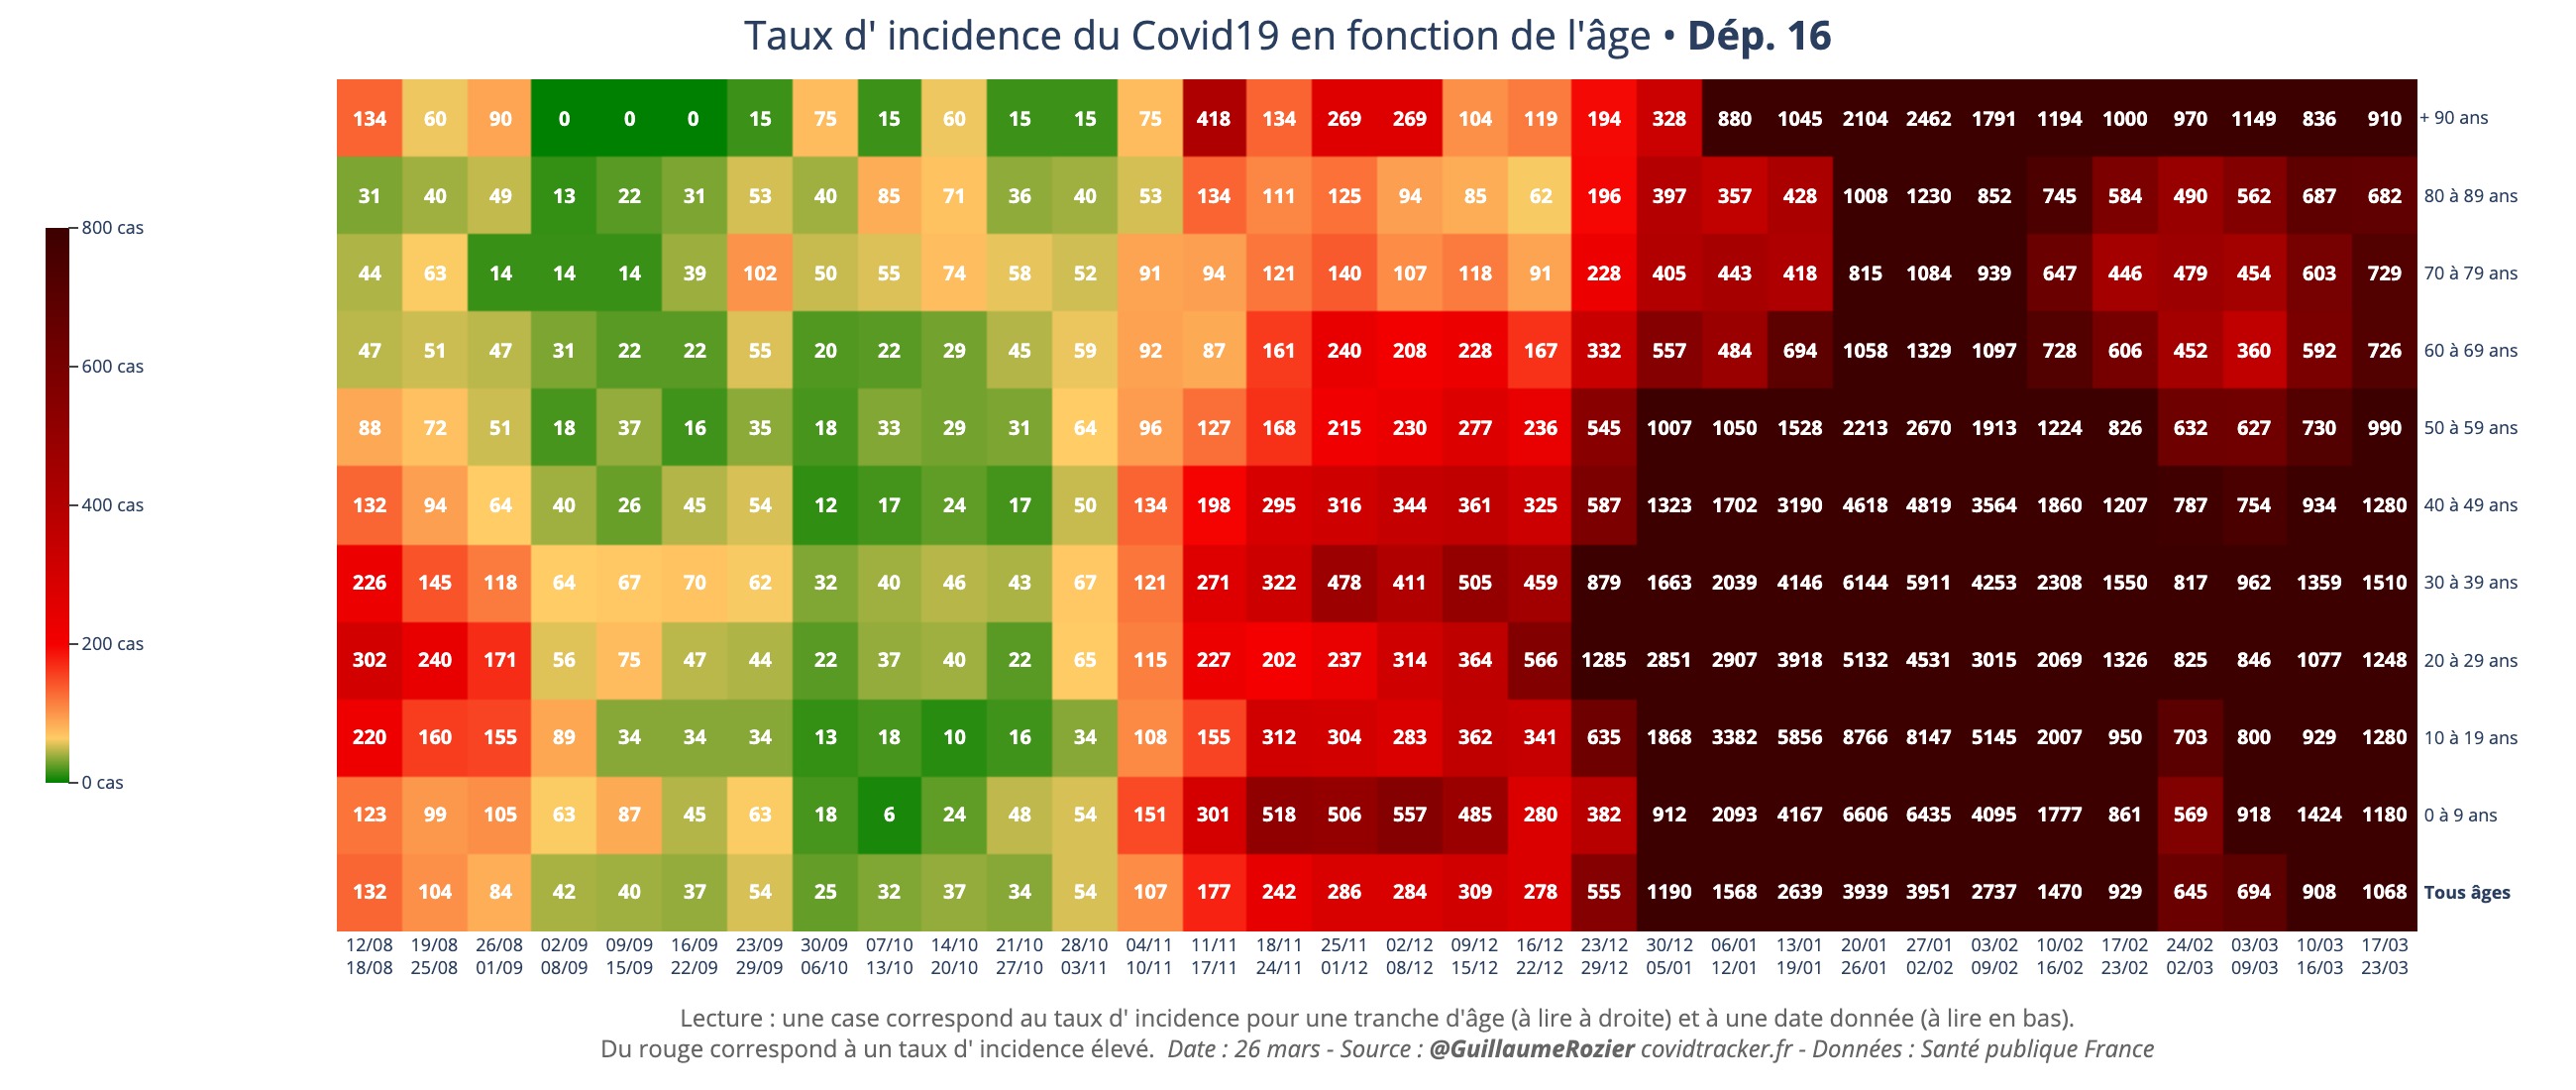 Taux d' incidence du Covid19 en fonction de l'âge • Dép. 16
134 60 90 0 0 0 15 75 15 60 15 15 75 418 134 269 269 104 119 194 328 880 1045 2104 2462 1791 1194 1000 970 1149 836 910 + 90 ans
31 40 49 13 22 31 53 40 85 71 36 40 53 134 111 125 94 85 62 196 397 357 428 1008 1230 852 745 584 490 562 687 682 80 à 89 ans
800 cas
44 63 14 14 14 39 102 50 55 74 58 52 91 94 121 140 107 118 91 228 405 443 418 815 1084 939 647 446 479 454 603 729 70 à 79 ans
47 51 47 31 22 22 55 20 22 29 45 59 92 87 161 240 208 228 167 332 557 484 694 1058 1329 1097 728 606 452 360 592 726 60 à 69 ans
600 cas
88 72 51 18 37 16 35 18 33 29 31 64 96 127 168 215 230 277 236 545 1007 1050 1528 2213 2670 1913 1224 826 632 627 730 990 50 à 59 ans
400 cas
132 94 64 40 26 45 54 12 17 24 17 50 134 198 295 316 344 361 325 587 1323 1702 3190 4618 4819 3564 1860 1207 787 754 934 1280 40 à 49 ans
226 145 118 64 67 70 62 32 40 46 43 67 121 271 322 478 411 505 459 879 1663 2039 4146 6144 5911 4253 2308 1550 817 962 1359 1510 30 à 39 ans
200 cas
302 240 171 56 75 47 44 22 37 40 22 65 115 227 202 237 314 364 566 1285 2851 2907 3918 5132 4531 3015 2069 1326 825 846 1077 1248 20 à 29 ans
220 160 155 89 34 34 34 13 18 10 16 34 108 155 312 304 283 362 341 635 1868 3382 5856 8766 8147 5145 2007 950 703 800 929 1280 10 à 19 ans
0 cas
123 99 105 63 87 45 63 18 6 24 48 54 151 301 518 506 557 485 280 382 912 2093 4167 6606 6435 4095 1777 861 569 918 1424 1180 0 à 9 ans
132 104 84 42 40 37 54 25 32 37 34 54 107 177 242 286 284 309 278 555 1190 1568 2639 3939 3951 2737 1470 929 645 694 908 1068 Tous âges
12/08 19/08 26/08 02/09 09/09 16/09 23/09 30/09 07/10 14/10 21/10 28/10 04/11 11/11 18/11 25/11 02/12 09/12 16/12 23/12 30/12 06/01 13/01 20/01 27/01 03/02 10/02 17/02 24/02 03/03 10/03 17/03
18/08 25/08 01/09 08/09 15/09 22/09 29/09 06/10 13/10 20/10 27/10 03/11 10/11 17/11 24/11 01/12 08/12 15/12 22/12 29/12 05/01 12/01 19/01 26/01 02/02 09/02 16/02 23/02 02/03 09/03 16/03 23/03
Lecture : une case correspond au taux d' incidence pour une tranche d'âge (à lire à droite) et à une date donnée (à lire en bas).
Du rouge correspond à un taux d' incidence élevé. Date : 26 mars - Source : @GuillaumeRozier covidtracker.fr - Données : Santé publique France